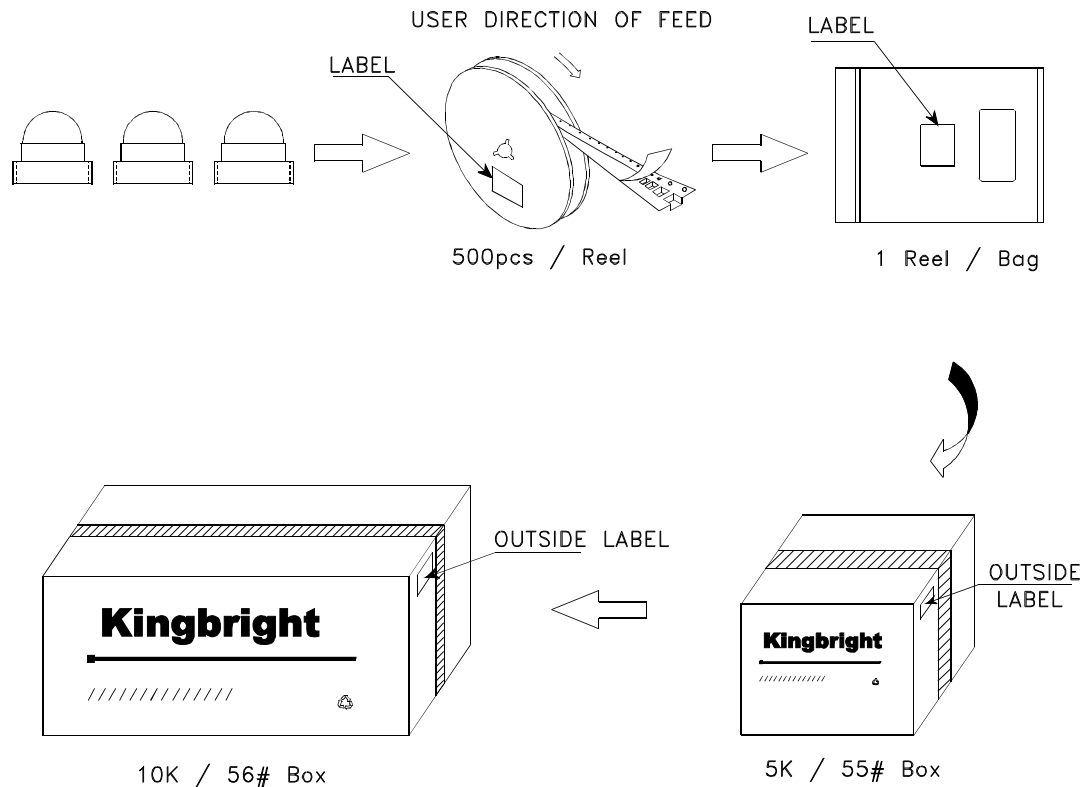 USER DIRECTION OF FEED
LABEL
LABEL
500pcs / Reel
1 Reel / Bag
OUTSIDE LABEL
OUTSIDE
LABEL
Kingbright
Kingbright
10K / 56# Box
5K / 55# Box